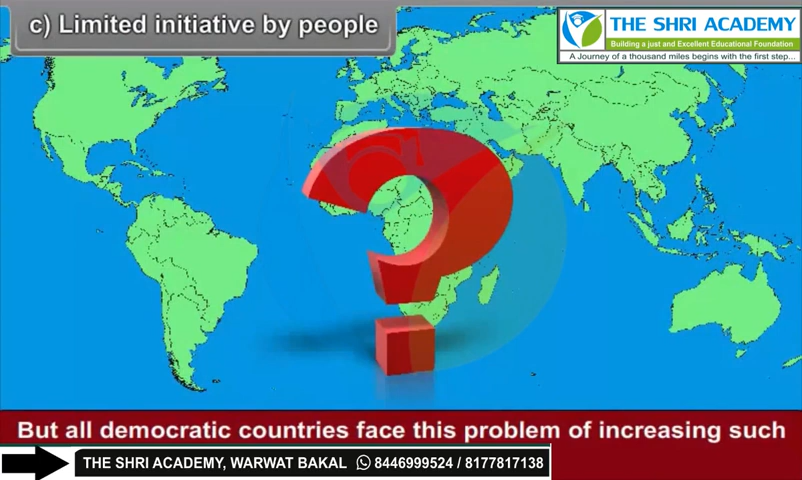 c) Limited initiative by people
THE SHRI ACADEMY
Building a just and Excellent Educational Foundation
A Journey of a thousand miles begins with the first step...
But all democratic countries face this problem of increasing such
THE SHRI ACADEMY, WARWAT BAKAL 8446999524 / 8177817138